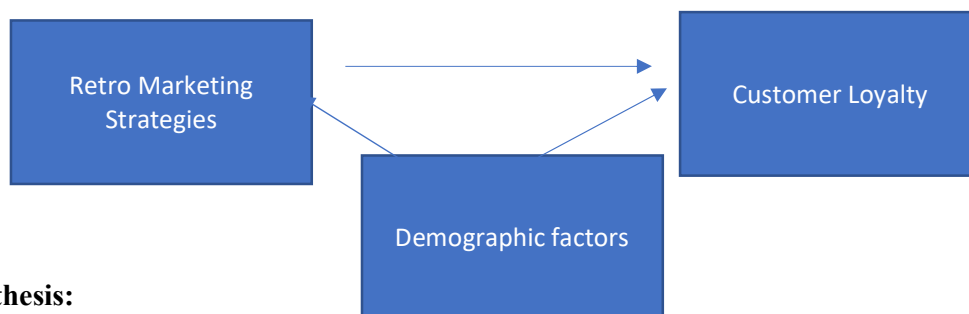 Retro Marketing
Strategies
Customer Loyalty
Demographic factors
thesis: